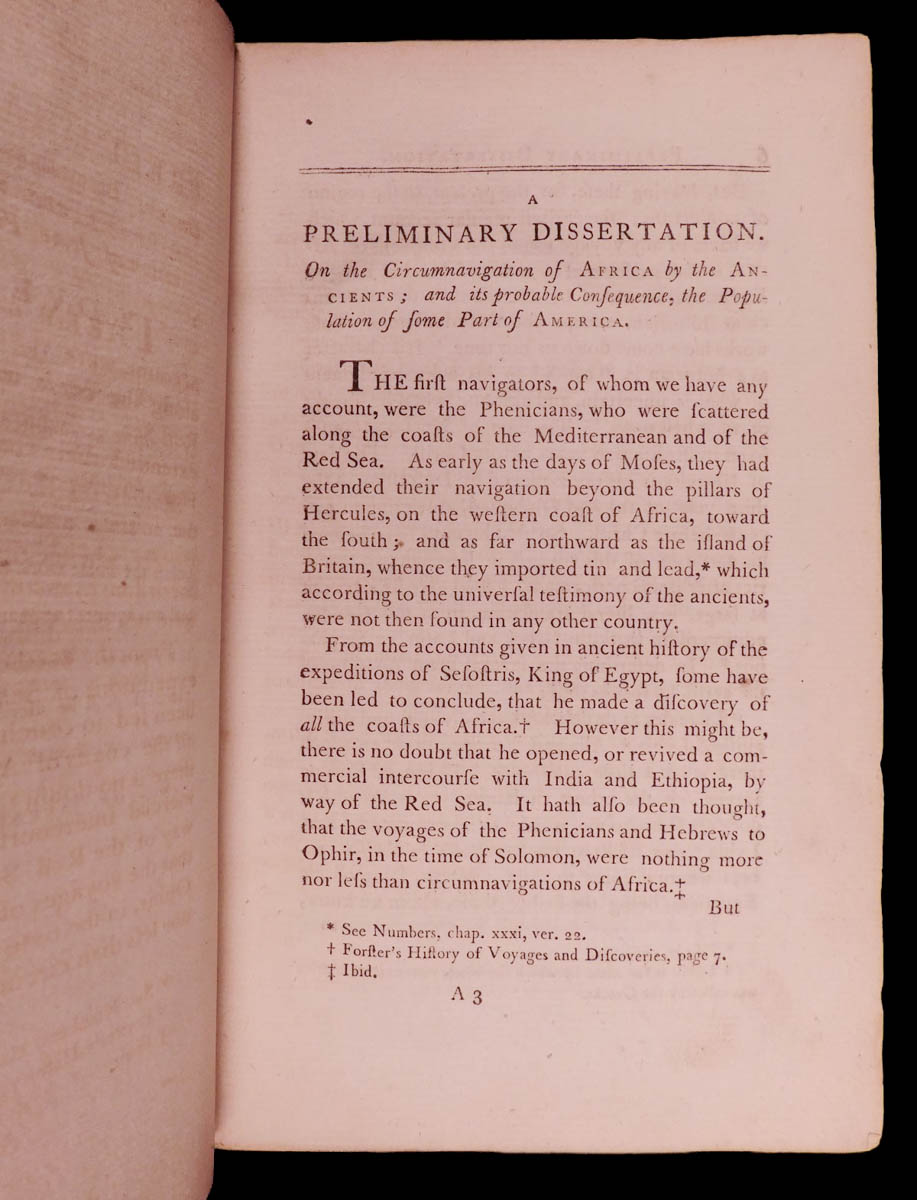 A
PRELIMINARY DISSERTATION.
On the Circumnavigation of AFRICA by the AN-
CIENTS; and its probable Conſequence, the Popu-
lation of ſome Part of AMERICA.
THE firſt navigators, of whom we have any
account, were the Phenicians, who were ſcattered
along the coaſts of the Mediterranean and of the
Red Sea. As early as the days of Moſes, they had
extended their navigation beyond the pillars of
Hercules, on the weſtern coaſt of Africa, toward
the ſouth; and as far northward as the iſland of
Britain, whence they imported tin and lead,* which
according to the univerſal teſtimony of the ancients,
were not then found in any other country.
From the accounts given in ancient hiſtory of the
expeditions of Seſoſtris, King of Egypt, ſome have
been led to conclude, that he made a diſcovery of
all the coaſts of Africa.† However this might be,
there is no doubt that he opened, or revived a com-
mercial intercourſe with India and Ethiopia, by
way of the Red Sea. It hath alſo been thought,
that the voyages of the Phenicians and Hebrews to
Ophir, in the time of Solomon, were nothing more
nor leſs than circumnavigations of Africa.‡
But
* See Numbers, chap. xxxi, ver. 22.
† Forſter's Hiſtory of Voyages and Diſcoveries, page 7.
‡ Ibid.
A 3